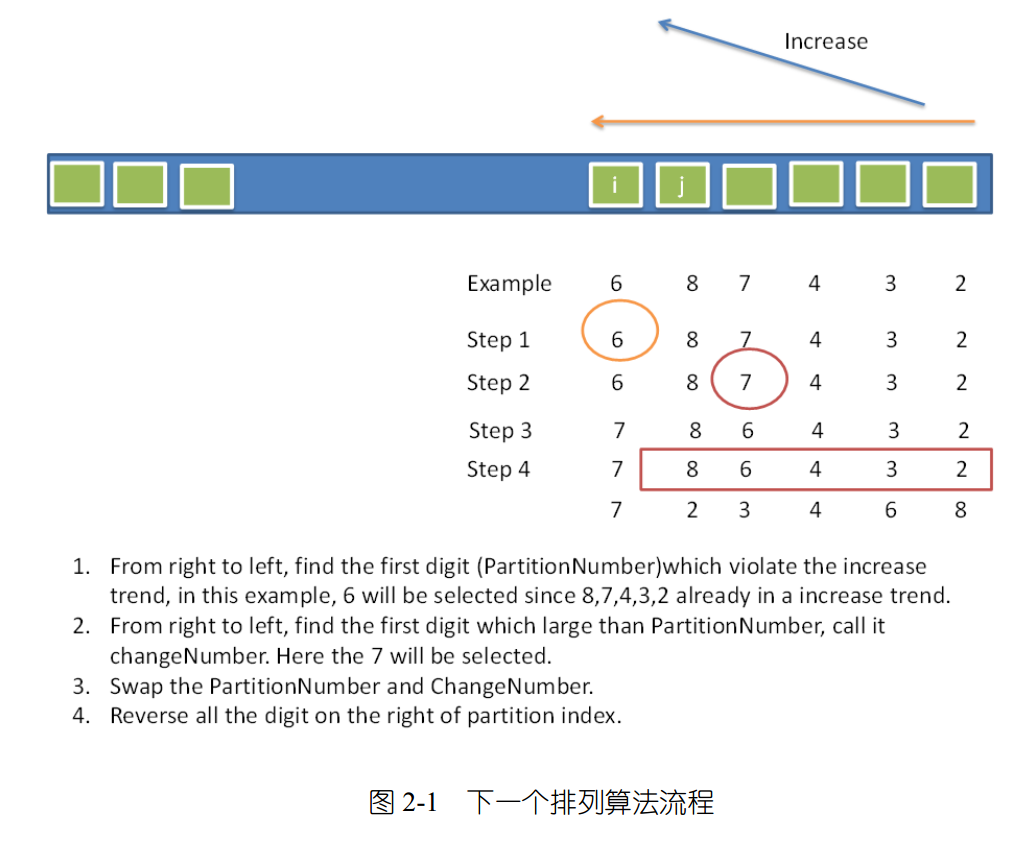 Increase
i j
Example 6 8 7 4 3 2
Step 1 6 8 7 4 3 2
Step 2 6 8 7 4 3 2
Step 3 7 8 6 4 3 2
Step 4 7 8 6 4 3 2
7 2 3 4 6 8
1. From right to left, find the first digit (PartitionNumber)which violate the increase
trend, in this example, 6 will be selected since 8,7,4,3,2 already in a increase trend.
2. From right to left, find the first digit which large than PartitionNumber, call it
changeNumber. Here the 7 will be selected.
3. Swap the PartitionNumber and ChangeNumber.
4. Reverse all the digit on the right of partition index.
图 2-1 下一个排列算法流程